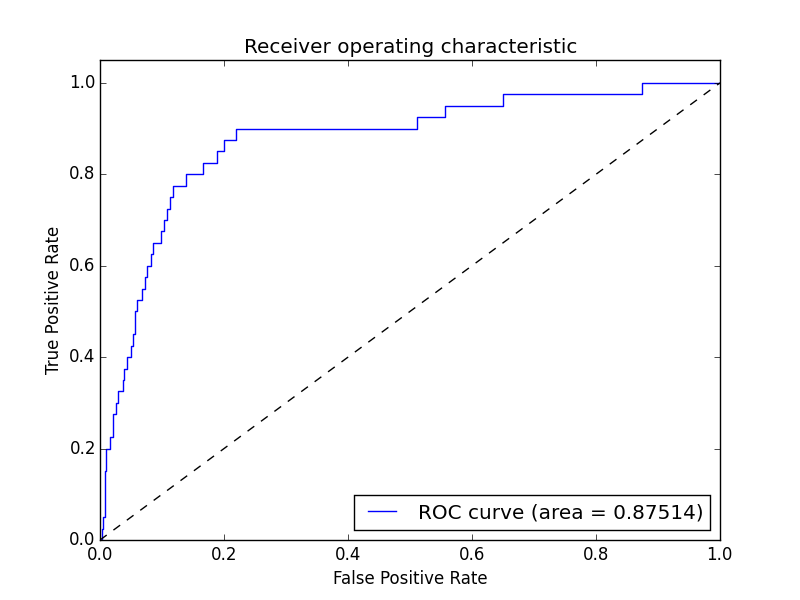 Receiver operating characteristic
1.0
0.8
0.6
0.4
0.2
0.0
True Positive Rate
ROC curve (area = 0.87514)
0.0 0.2 0.4 0.6 0.8 1.0
False Positive Rate